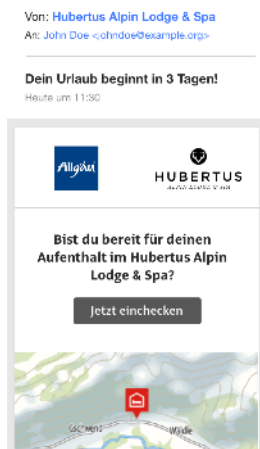 Von: Hubertus Alpin Lodge & Spa
An: John Doe <johndoe@example.org>
Dein Urlaub beginnt in 3 Tagen!
Heute um 11:30
Allgäu
HUBERTUS
Bist du bereit für deinen
Aufenthalt im Hubertus Alpin
Lodge & Spa?
Jetzt einchecken
Gschwend